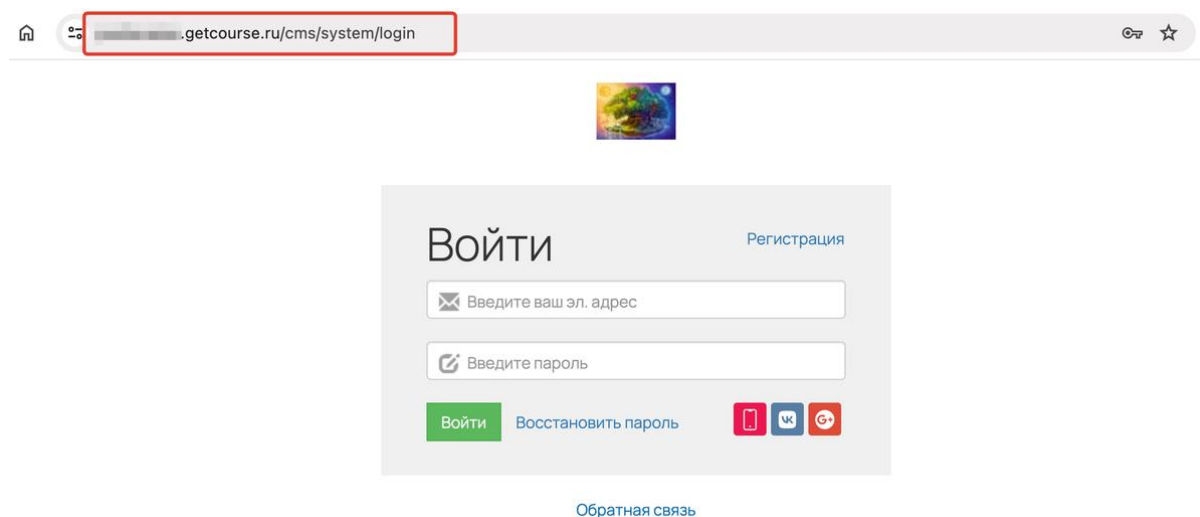 .getcourse.ru/cms/system/login
Войти
Регистрация
Введите ваш эл. адрес
Введите пароль
Войти
Восстановить пароль
G+
Обратная связь